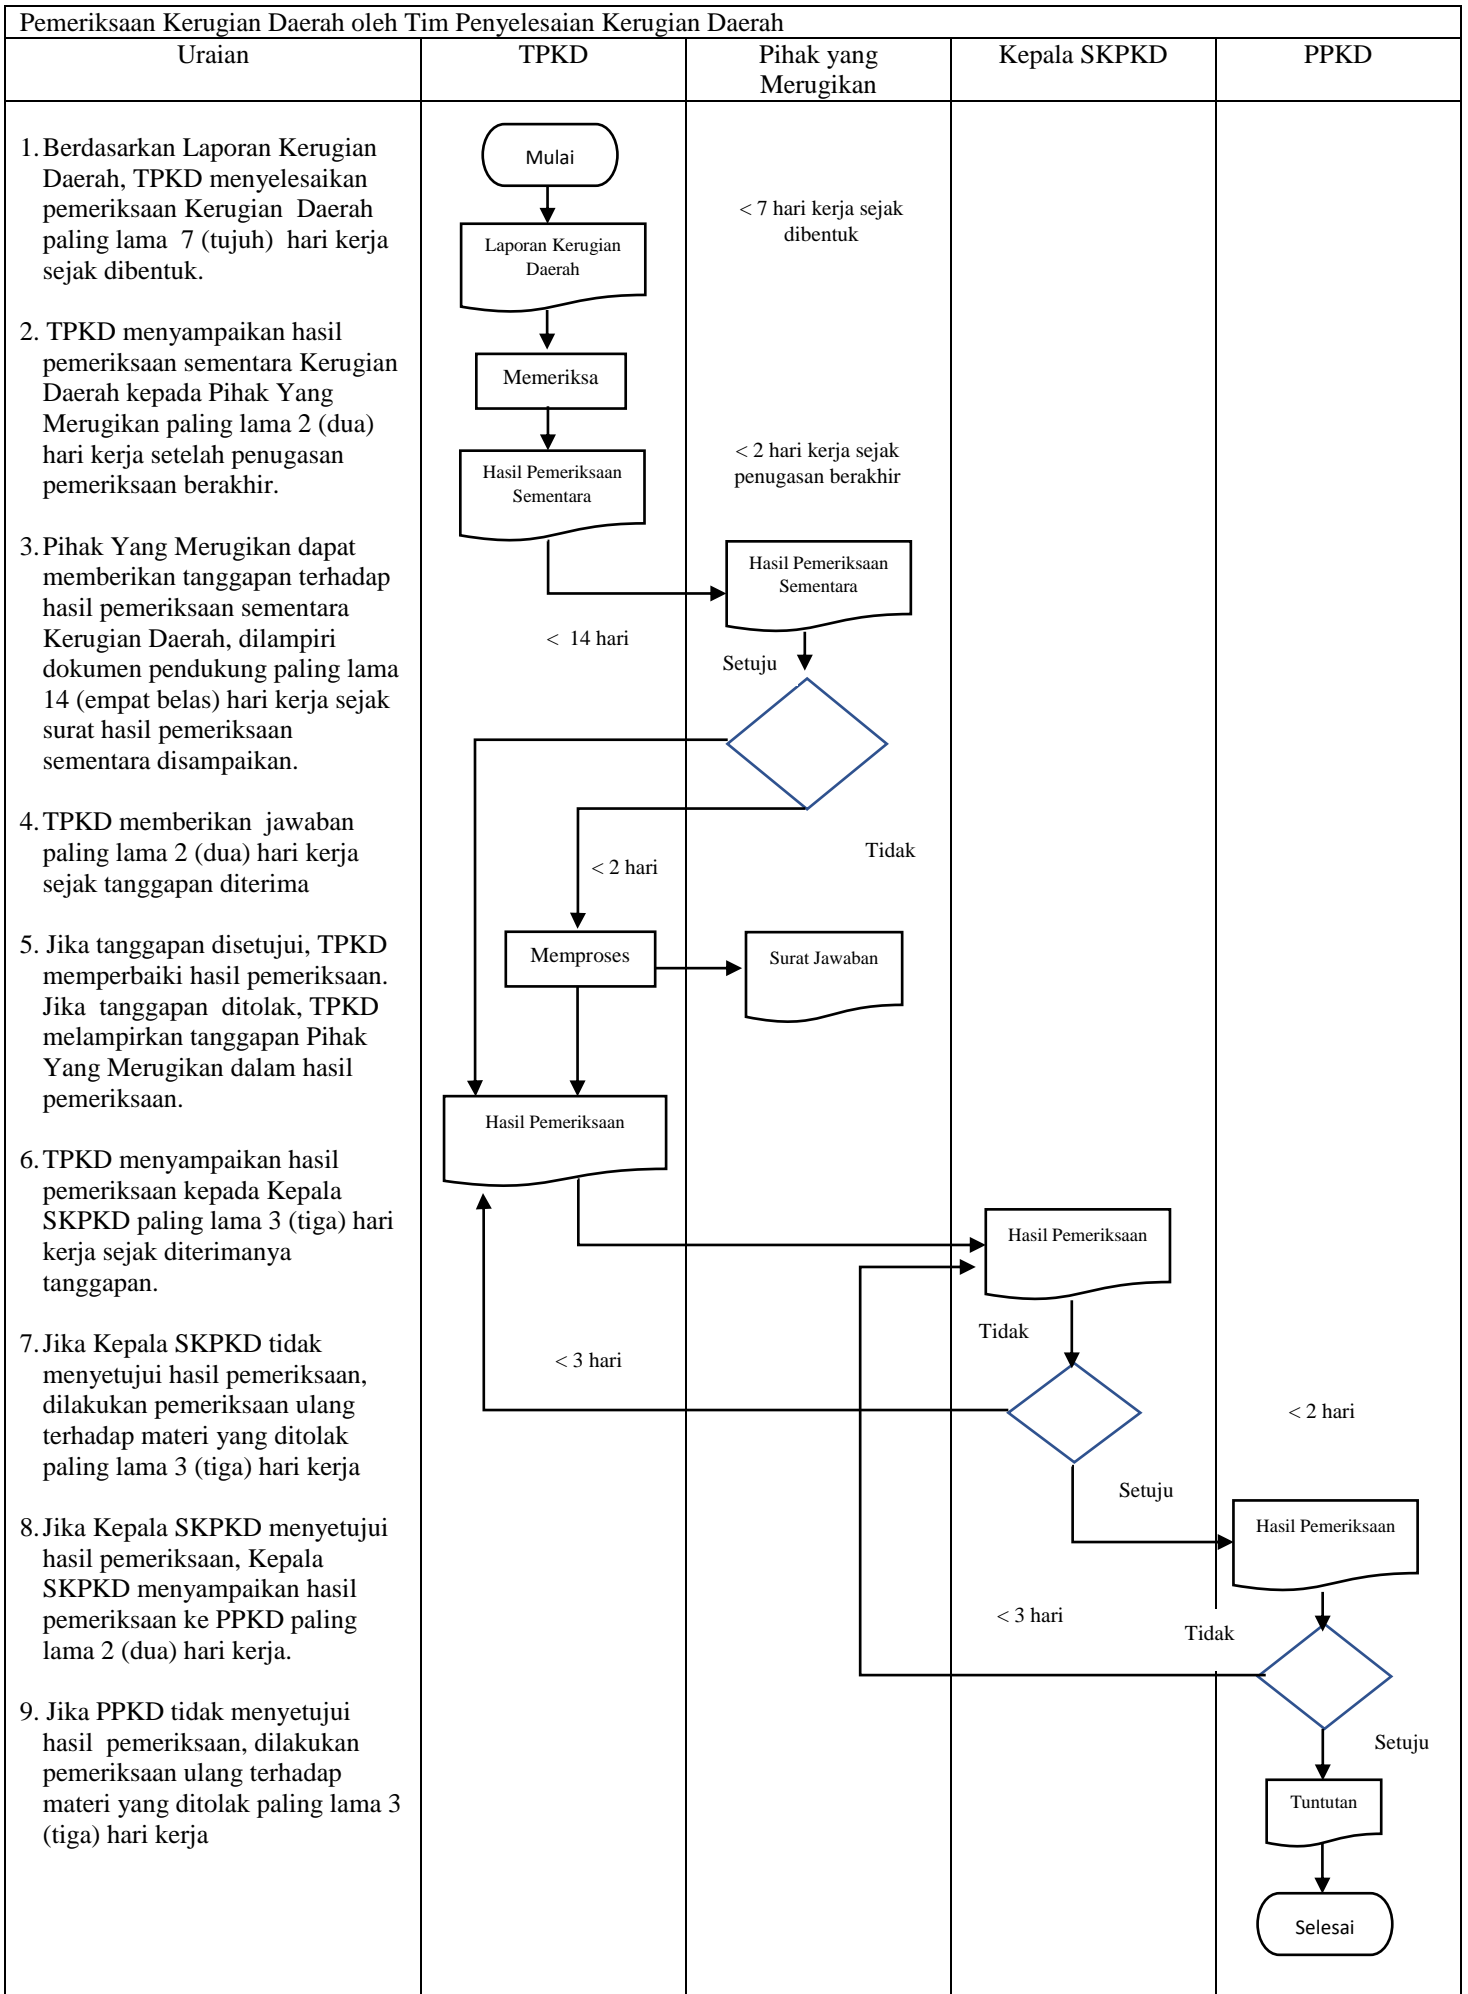 Pemeriksaan Kerugian Daerah oleh Tim Penyelesaian Kerugian Daerah
Uraian
TPKD
Pihak yang
Merugikan
Kepala SKPKD
PPKD
1. Berdasarkan Laporan Kerugian
Daerah, TPKD menyelesaikan
pemeriksaan Kerugian Daerah
paling lama 7 (tujuh) hari kerja
sejak dibentuk.
2. TPKD menyampaikan hasil
pemeriksaan sementara Kerugian
Daerah kepada Pihak Yang
Merugikan paling lama 2 (dua)
hari kerja setelah penugasan
pemeriksaan berakhir.
3. Pihak Yang Merugikan dapat
memberikan tanggapan terhadap
hasil pemeriksaan sementara
Kerugian Daerah, dilampiri
dokumen pendukung paling lama
14 (empat belas) hari kerja sejak
surat hasil pemeriksaan
sementara disampaikan.
4. TPKD memberikan jawaban
paling lama 2 (dua) hari kerja
sejak tanggapan diterima
5. Jika tanggapan disetujui, TPKD
memperbaiki hasil pemeriksaan.
Jika tanggapan ditolak, TPKD
melampirkan tanggapan Pihak
Yang Merugikan dalam hasil
pemeriksaan.
6. TPKD menyampaikan hasil
pemeriksaan kepada Kepala
SKPKD paling lama 3 (tiga) hari
kerja sejak diterimanya
tanggapan.
7. Jika Kepala SKPKD tidak
menyetujui hasil pemeriksaan,
dilakukan pemeriksaan ulang
terhadap materi yang ditolak
paling lama 3 (tiga) hari kerja
8. Jika Kepala SKPKD menyetujui
hasil pemeriksaan, Kepala
SKPKD menyampaikan hasil
pemeriksaan ke PPKD paling
lama 2 (dua) hari kerja.
9. Jika PPKD tidak menyetujui
hasil pemeriksaan, dilakukan
pemeriksaan ulang terhadap
materi yang ditolak paling lama 3
(tiga) hari kerja
Mulai
< 7 hari kerja sejak
dibentuk
Laporan Kerugian
Daerah
Memeriksa
< 2 hari kerja sejak
penugasan berakhir
Hasil Pemeriksaan
Sementara
Hasil Pemeriksaan
Sementara
< 14 hari
Setuju
Tidak
< 2 hari
Memproses
Surat Jawaban
Hasil Pemeriksaan
Hasil Pemeriksaan
Tidak
< 3 hari
< 2 hari
Setuju
Hasil Pemeriksaan
< 3 hari
Tidak
Setuju
Tuntutan
Selesai